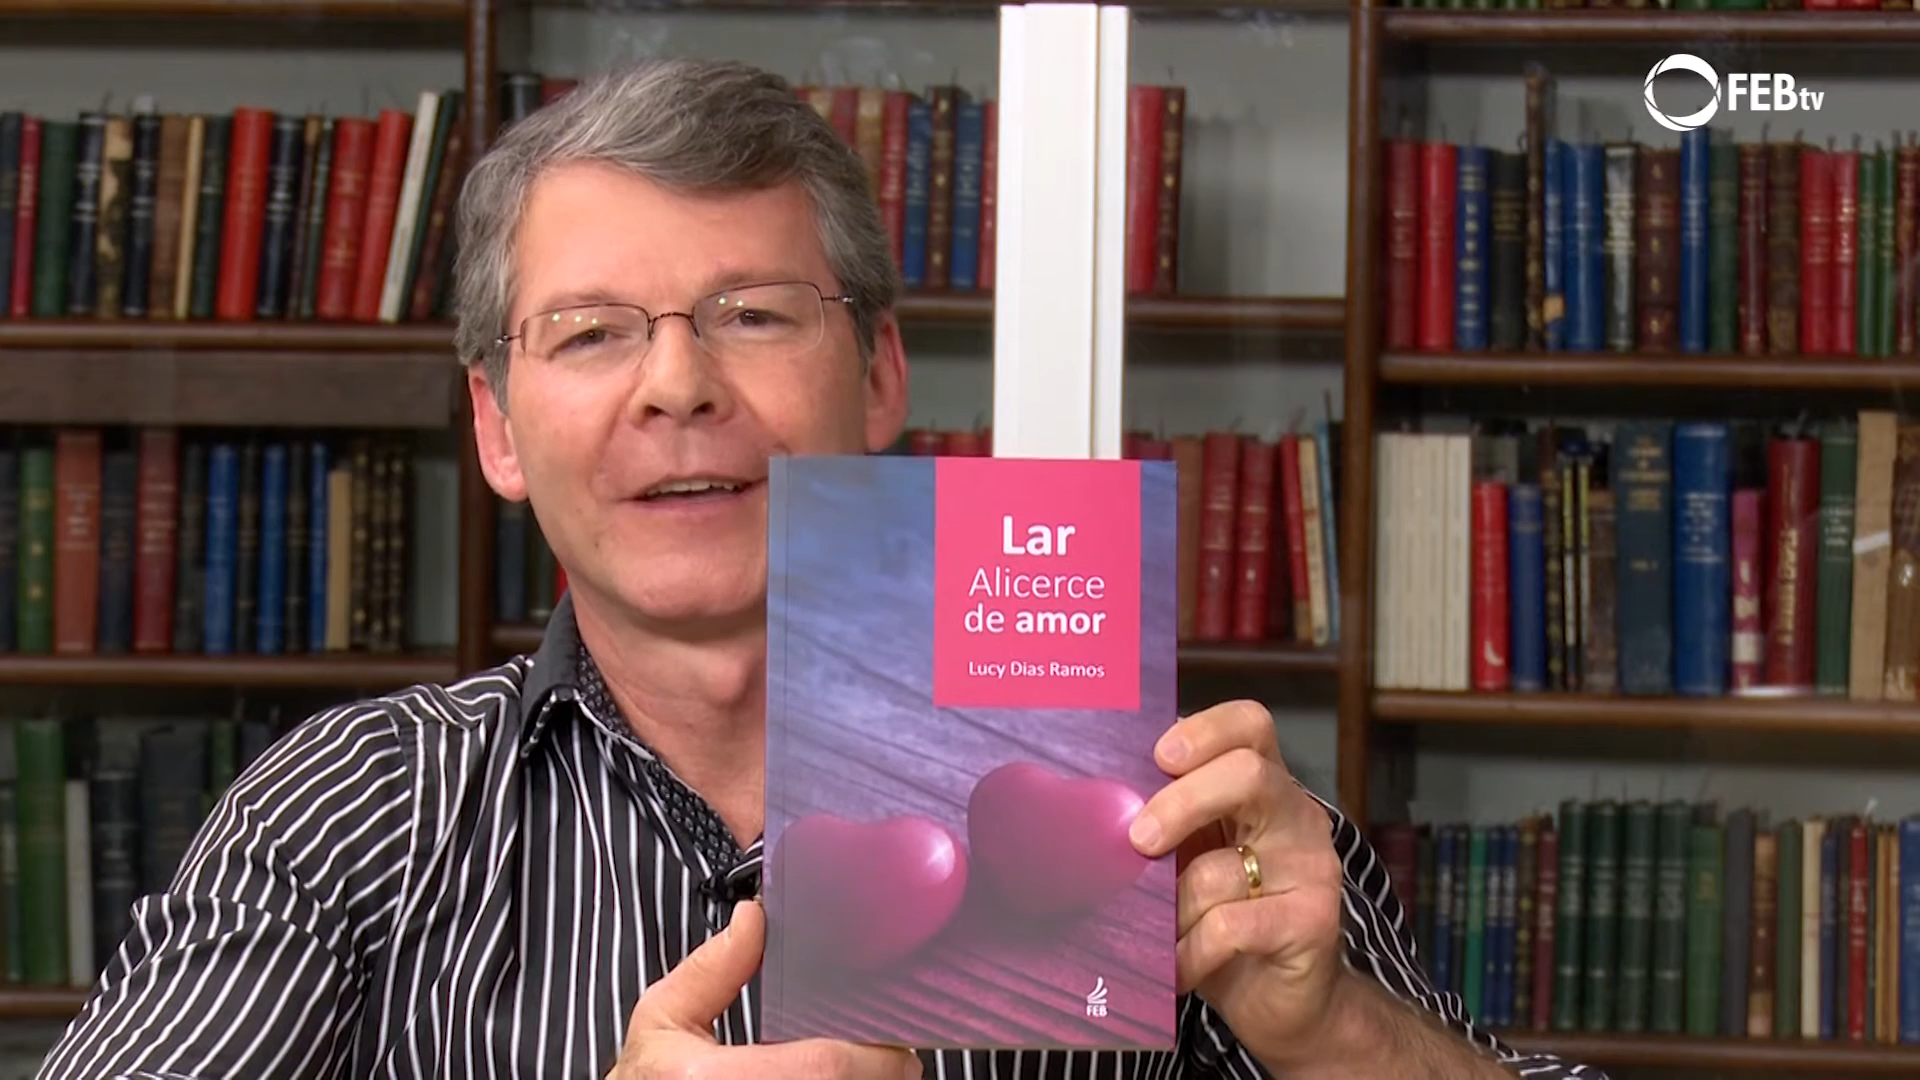 FEBtv
Lar
Alicerce
de amor
Lucy Dias Ramos
FEB